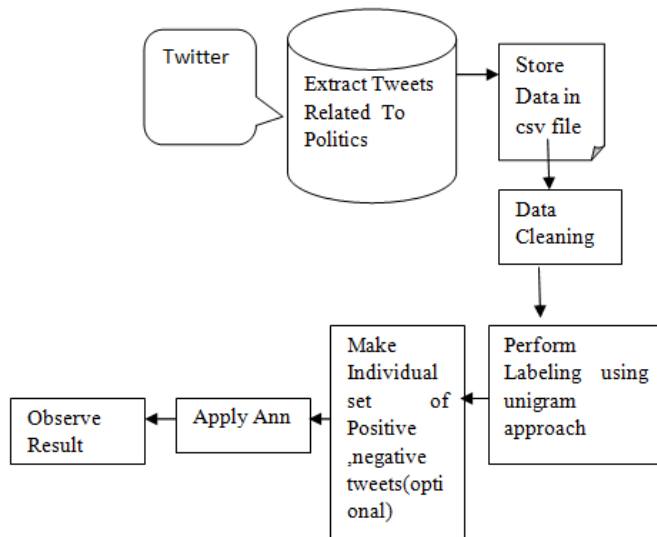 Twitter
Extract Tweets
Related To
Politics
Store
Data in
csv file
Data
Cleaning
Perform
Labeling using
unigram
approach
Make
Individual
set of
Positive
,negative
tweets(opti
onal)
Apply Ann
Observe
Result